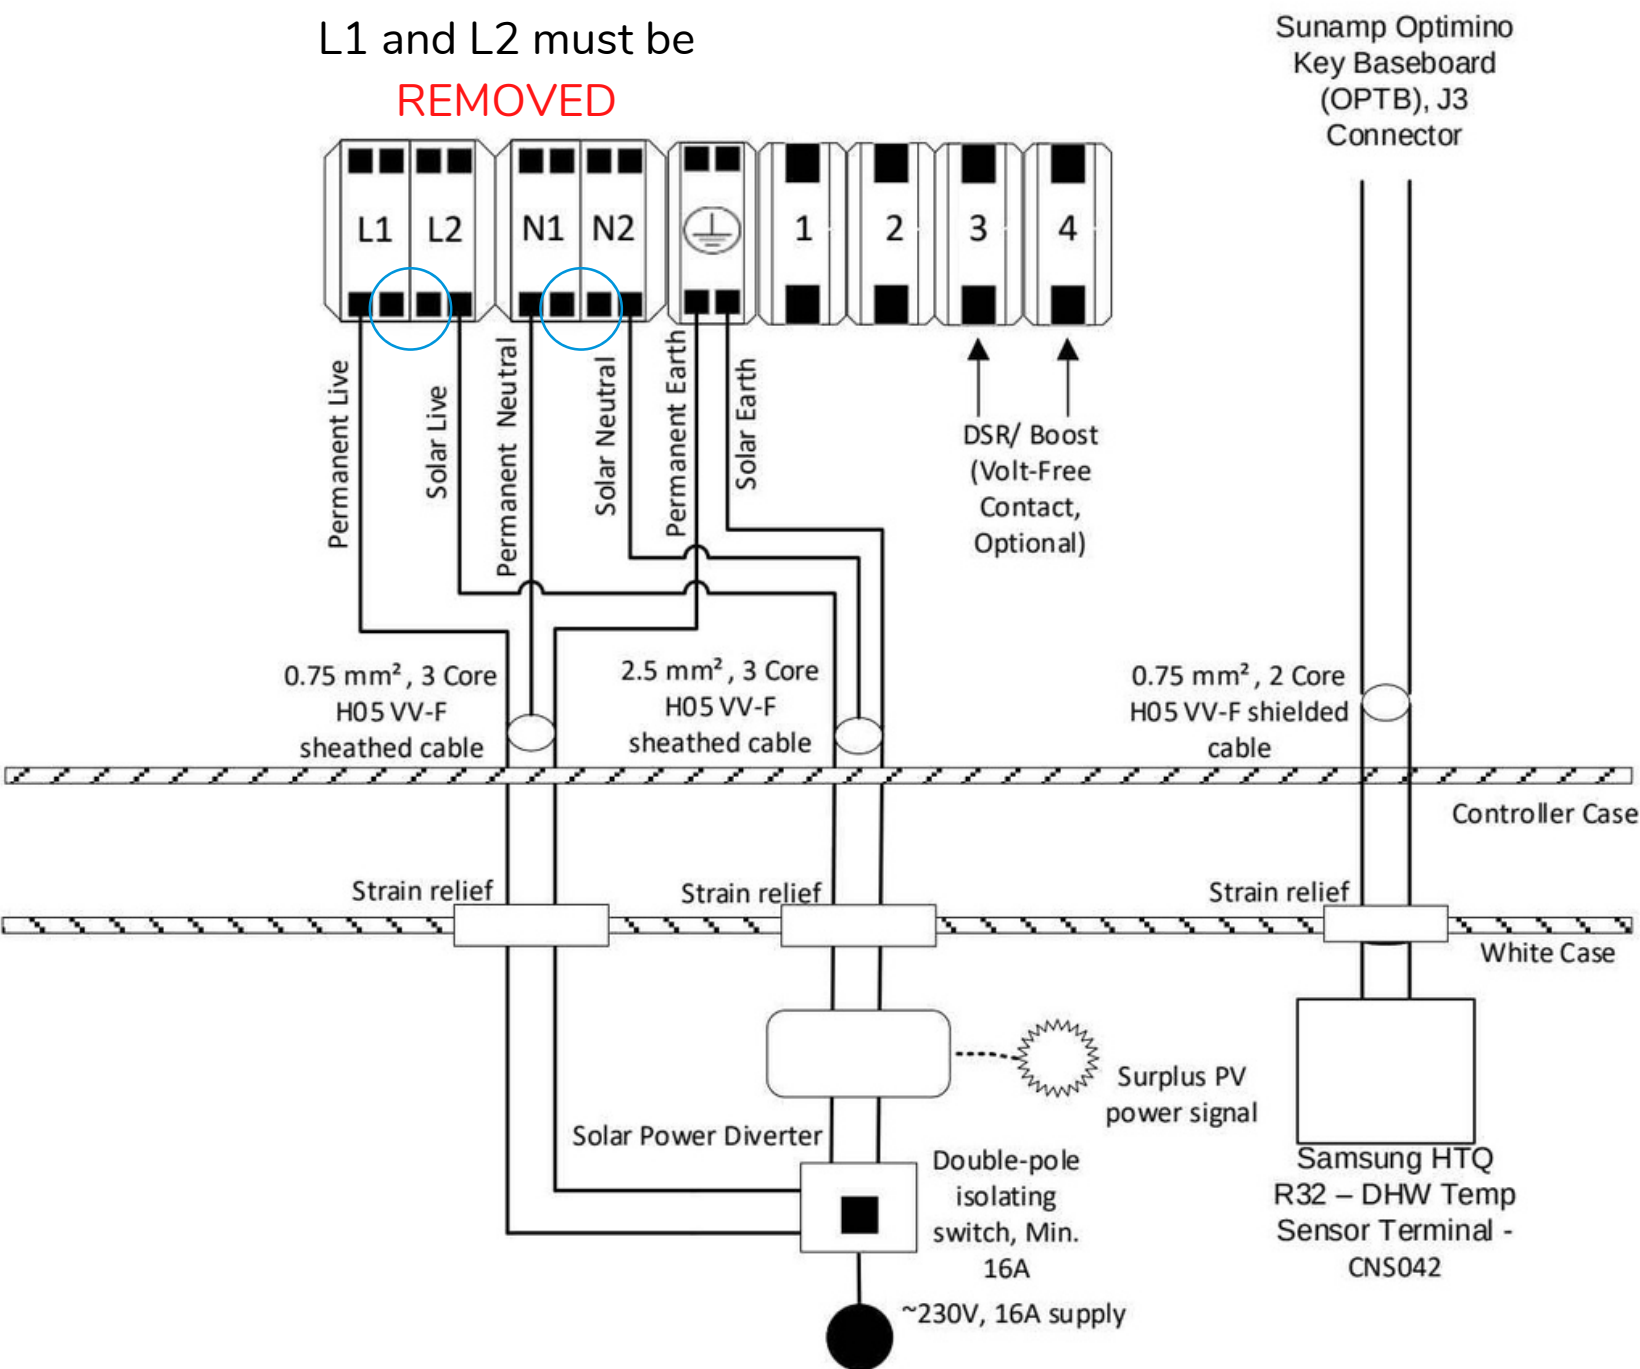 L1 and L2 must be
REMOVED
Sunamp Optimino
Key Baseboard
(OPTB), J3
Connector
L1
L2
N1
N2
1
2
3
4
Permanent Live
Solar Live
Permanent Neutral
Solar Neutral
Permanent Earth
Solar Earth
DSR/ Boost
(Volt-Free
Contact,
Optional)
0.75 mm², 3 Core
H05 VV-F
sheathed cable
2.5 mm², 3 Core
H05 VV-F
sheathed cable
0.75 mm², 2 Core
H05 VV-F shielded
cable
Controller Case
Strain relief
Strain relief
Strain relief
White Case
Surplus PV
power signal
Solar Power Diverter
Double-pole
isolating
switch, Min.
16A
~230V, 16A supply
Samsung HTQ
R32 – DHW Temp
Sensor Terminal -
CNS042